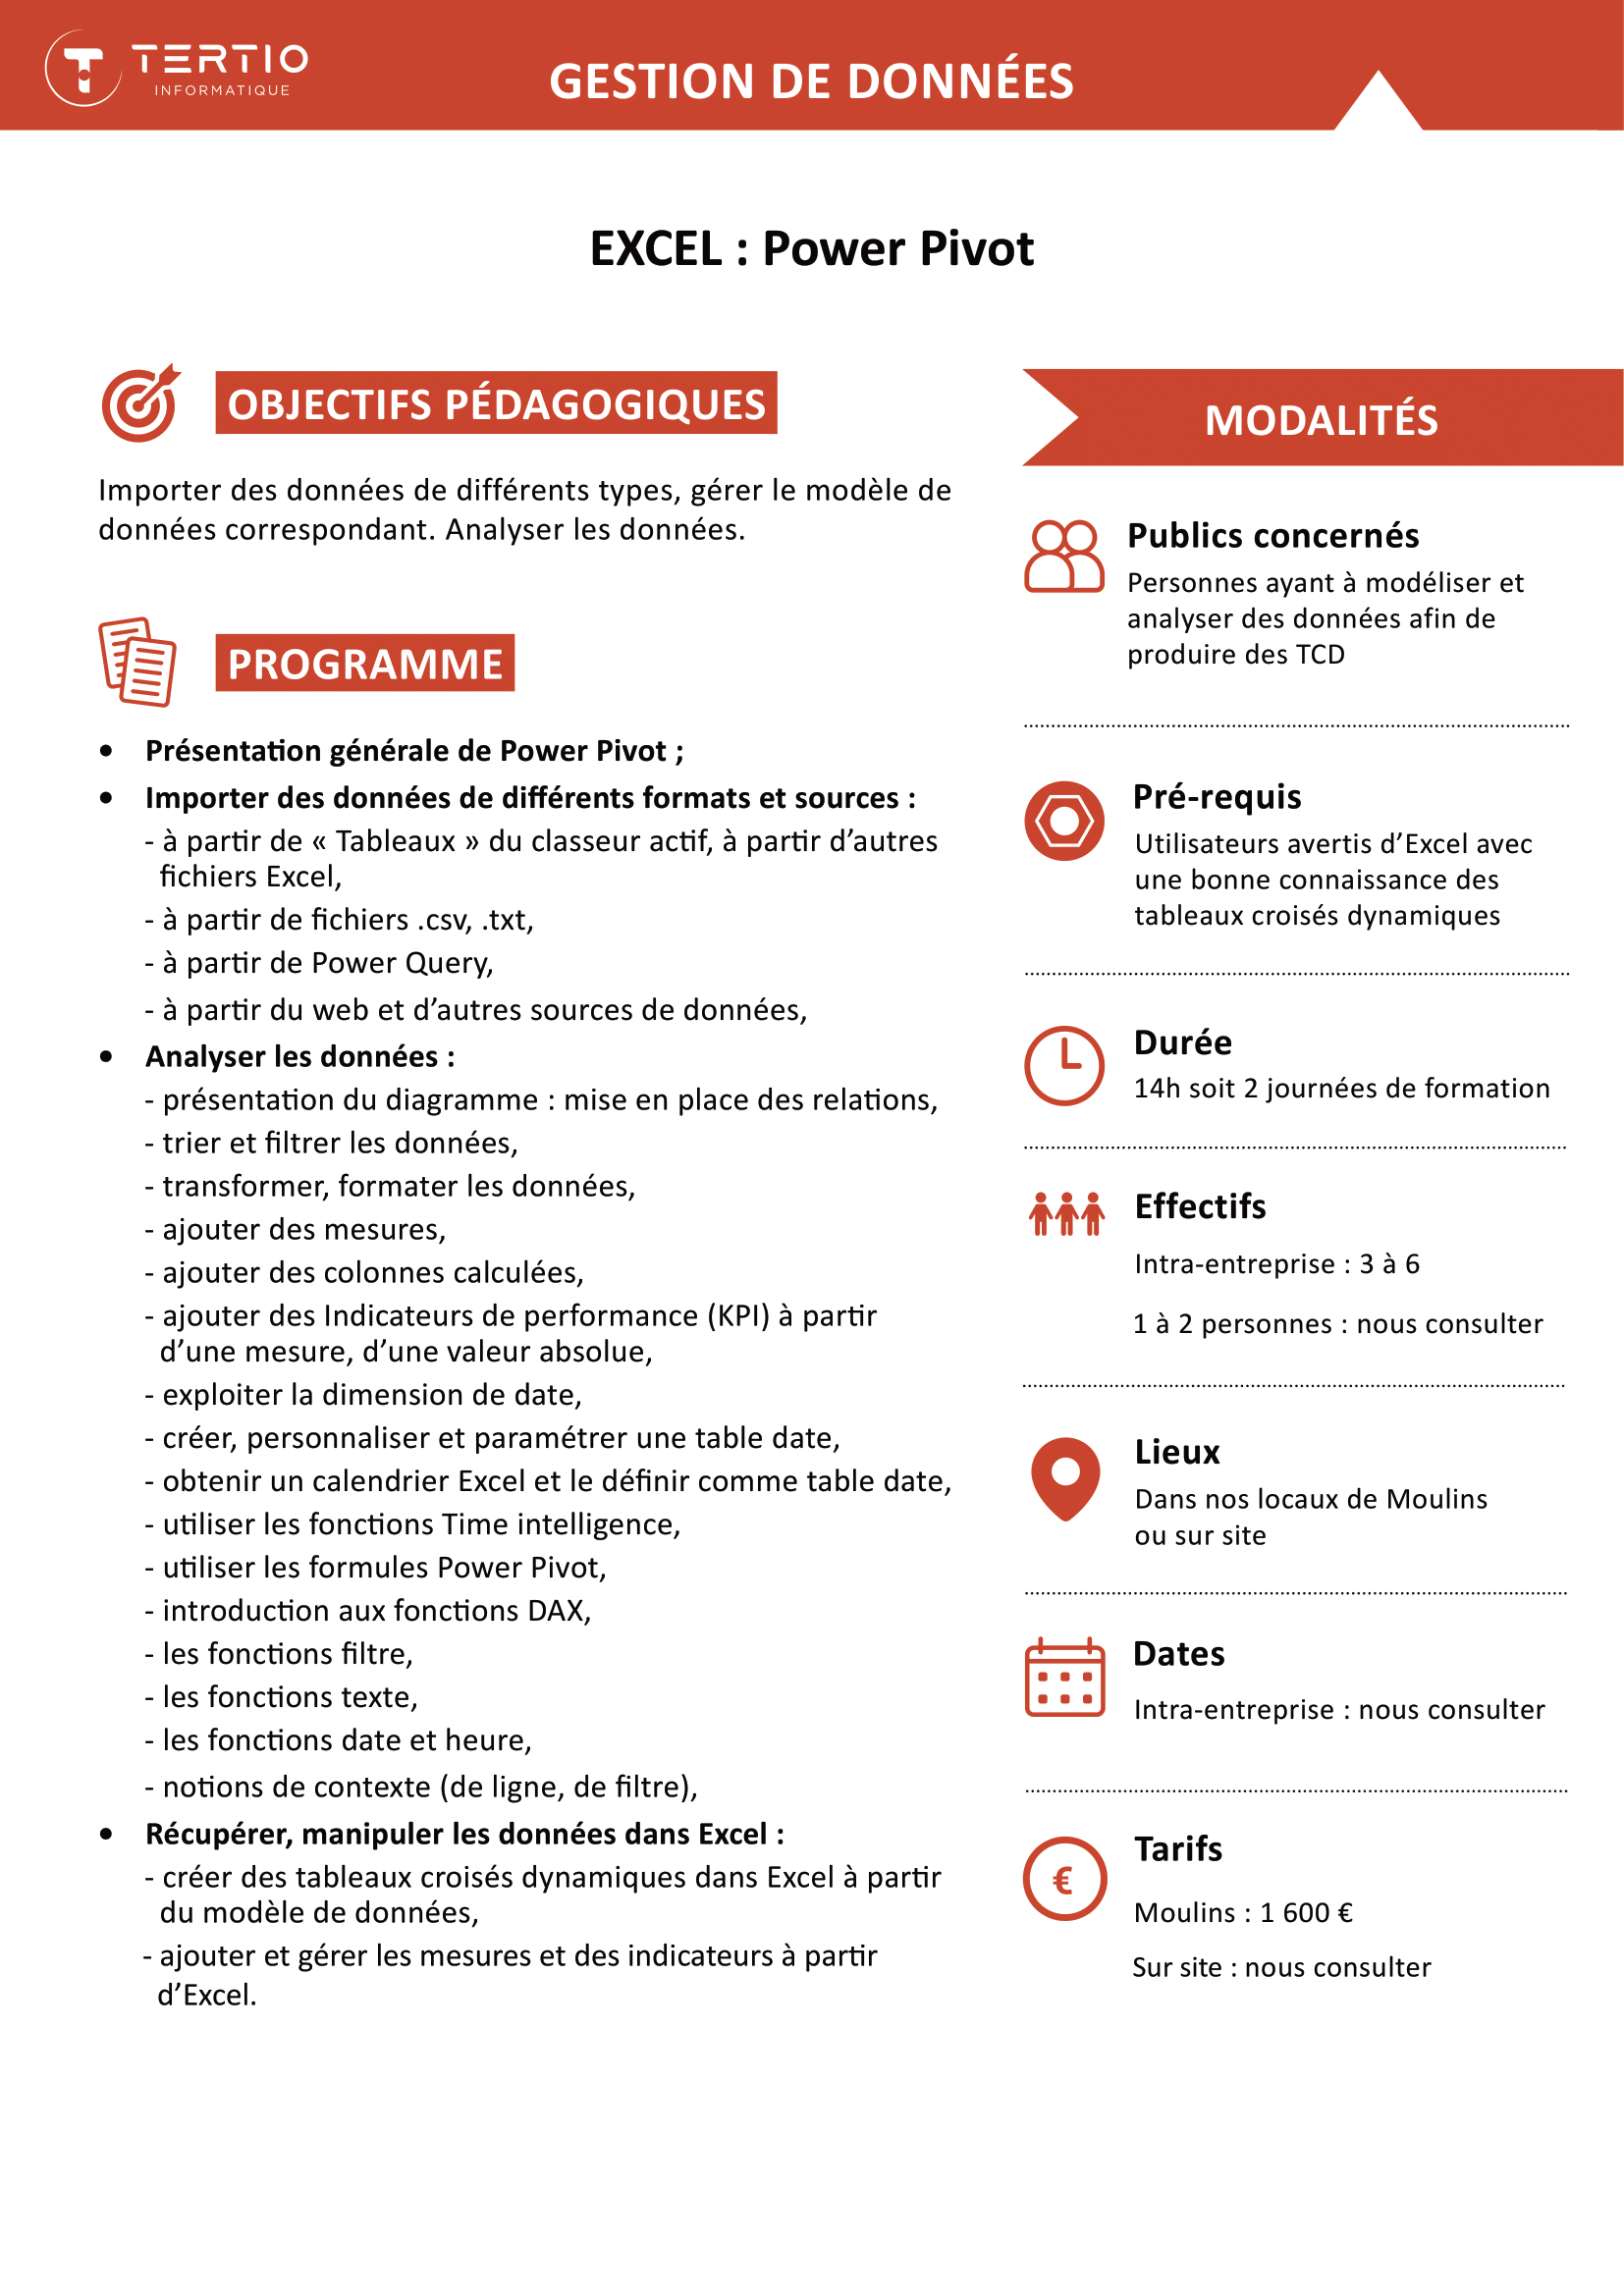 TERTIO
INFORMATIQUE
GESTION DE DONNÉES
EXCEL : Power Pivot
OBJECTIFS PÉDAGOGIQUES
Importer des données de différents types, gérer le modèle de
données correspondant. Analyser les données.
PROGRAMME
• Présentation générale de Power Pivot ;
• Importer des données de différents formats et sources :
- à partir de « Tableaux » du classeur actif, à partir d’autres
fichiers Excel,
- à partir de fichiers .csv, .txt,
- à partir de Power Query,
- à partir du web et d’autres sources de données,
• Analyser les données :
- présentation du diagramme : mise en place des relations,
- trier et filtrer les données,
- transformer, formater les données,
- ajouter des mesures,
- ajouter des colonnes calculées,
- ajouter des Indicateurs de performance (KPI) à partir
d’une mesure, d’une valeur absolue,
- exploiter la dimension de date,
- créer, personnaliser et paramétrer une table date,
- obtenir un calendrier Excel et le définir comme table date,
- utiliser les fonctions Time intelligence,
- utiliser les formules Power Pivot,
- introduction aux fonctions DAX,
- les fonctions filtre,
- les fonctions texte,
- les fonctions date et heure,
- notions de contexte (de ligne, de filtre),
• Récupérer, manipuler les données dans Excel :
- créer des tableaux croisés dynamiques dans Excel à partir
du modèle de données,
- ajouter et gérer les mesures et des indicateurs à partir
d’Excel.
MODALITÉS
Publics concernés
Personnes ayant à modéliser et
analyser des données afin de
produire des TCD
Pré-requis
Utilisateurs avertis d’Excel avec
une bonne connaissance des
tableaux croisés dynamiques
Durée
14h soit 2 journées de formation
Effectifs
Intra-entreprise : 3 à 6
1 à 2 personnes : nous consulter
Lieux
Dans nos locaux de Moulins
ou sur site
Dates
Intra-entreprise : nous consulter
€
Tarifs
Moulins : 1 600 €
Sur site : nous consulter